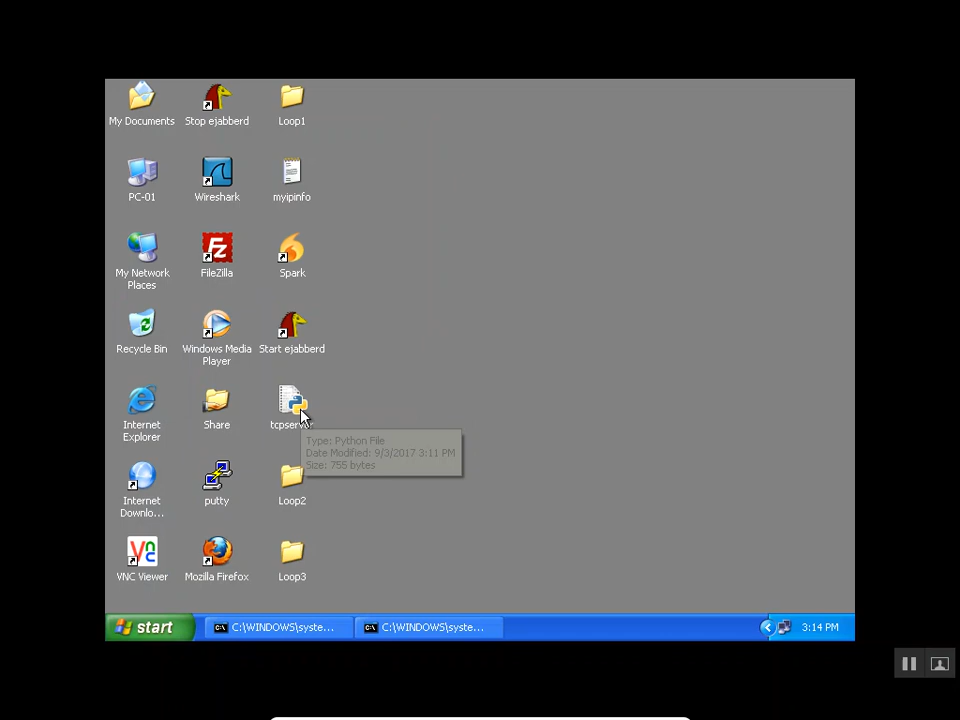 My Documents
Stop ejabberd
Loop1
PC-01
Wireshark
myipinfo
My Network
Places
FileZilla
Spark
Recycle Bin
Windows Media
Player
Start ejabberd
Internet
Explorer
Share
tcpserver
Type: Python File
Date Modified: 9/3/2017 3:11 PM
Size: 755 bytes
Internet
Downlo...
putty
Loop2
VNC Viewer
Mozilla Firefox
Loop3
start
C:\WINDOWS\syste...
C:\WINDOWS\syste...
3:14 PM